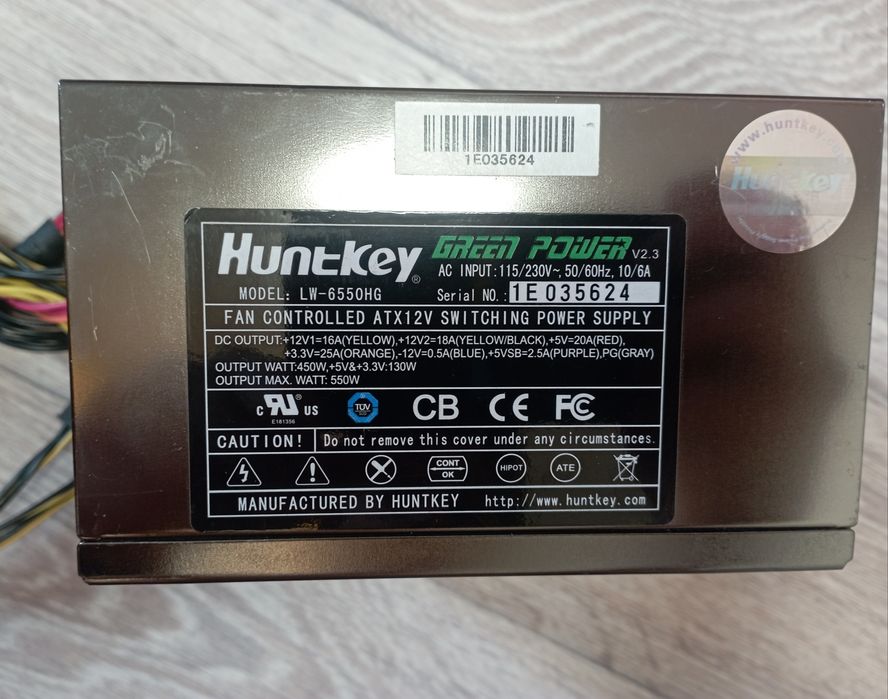 1E035624
www.huntkey.com
Huntkey
Huntkey® GREEN POWER V2.3
AC INPUT:115/230V~ 50/60Hz, 10/6A
MODEL: LW-6550HG Serial NO.: 1E035624
FAN CONTROLLED ATX12V SWITCHING POWER SUPPLY
DC OUTPUT:+12V1=16A(YELLOW),+12V2=18A(YELLOW/BLACK),+5V=20A(RED),
+3.3V=25A(ORANGE),-12V=0.5A(BLUE),+5VSB=2.5A(PURPLE),PG(GRAY)
OUTPUT WATT:450W,+5V&+3.3V:130W
OUTPUT MAX. WATT: 550W
c RU® US TÜV CB CE FC
E181356
CAUTION! Do not remove this cover under any circumstances.
CONT OK HIPOT ATE
MANUFACTURED BY HUNTKEY http://www.huntkey.com